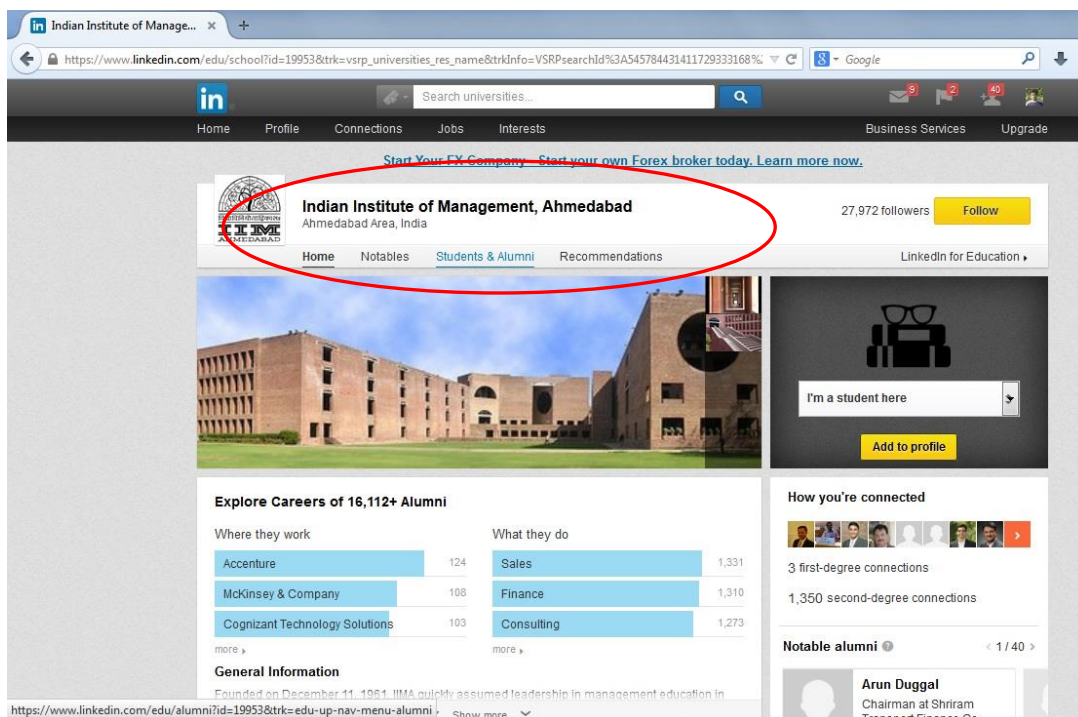 Indian Institute of Manage...
https://www.linkedin.com/edu/school?id=19953&trk=vsrp_universities_res_name&trkInfo=VSRPsearchId%3A545784431411729333168%
Google
in
Search universities...
9
2
40
Home Profile Connections Jobs Interests Business Services Upgrade
Start Your FX Company - Start your own Forex broker today. Learn more now.
IIM
AHMEDABAD
Indian Institute of Management, Ahmedabad
Ahmedabad Area, India
27,972 followers
Follow
Home Notables Students & Alumni Recommendations
LinkedIn for Education
I'm a student here
Add to profile
Explore Careers of 16,112+ Alumni
Where they work
Accenture 124
McKinsey & Company 108
Cognizant Technology Solutions 103
more
What they do
Sales 1,331
Finance 1,310
Consulting 1,273
more
General Information
Founded on December 11, 1961, IIMA quickly assumed leadership in management education in
Show more
How you're connected
3 first-degree connections
1,350 second-degree connections
Notable alumni
1 / 40
Arun Duggal
Chairman at Shriram
Transport Finance Co
https://www.linkedin.com/edu/alumni?id=19953&trk=edu-up-nav-menu-alumni